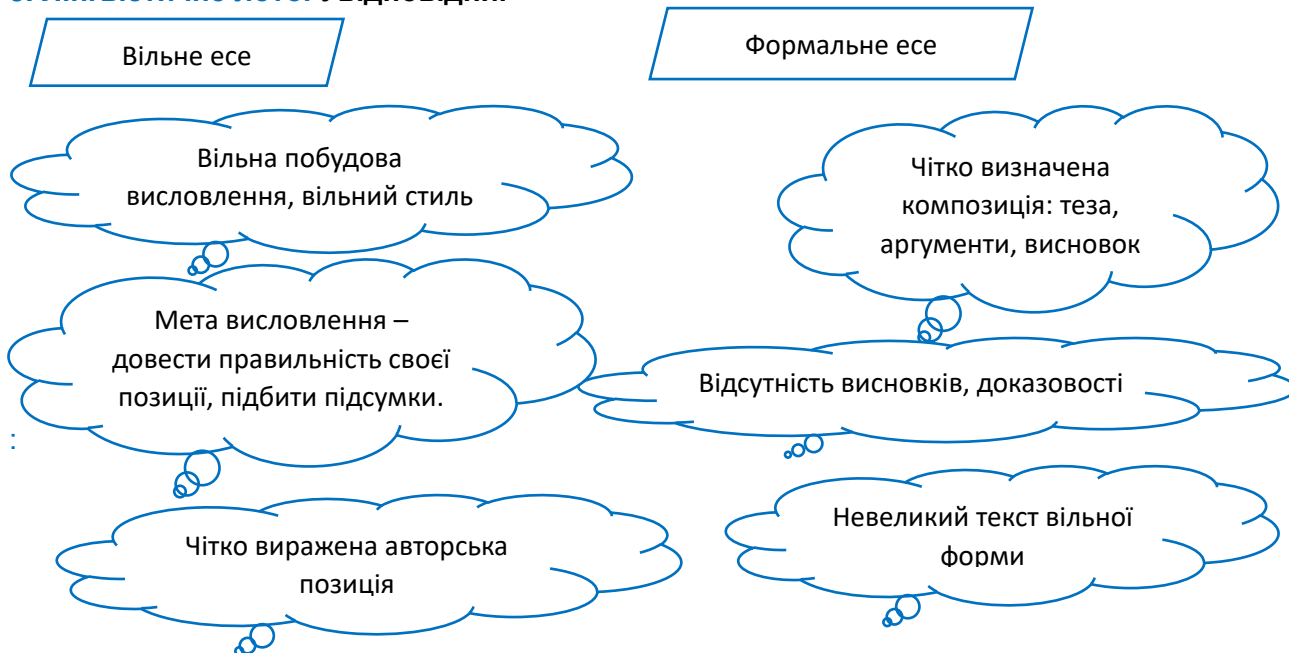 Вільне есе
Формальне есе
Вільна побудова
висловлення, вільний стиль
Чітко визначена
композиція: теза,
аргументи, висновок
Мета висловлення –
довести правильність своєї
позиції, підбити підсумки.
Відсутність висновків, доказовості
:
Чітко виражена авторська
позиція
Невеликий текст вільної
форми